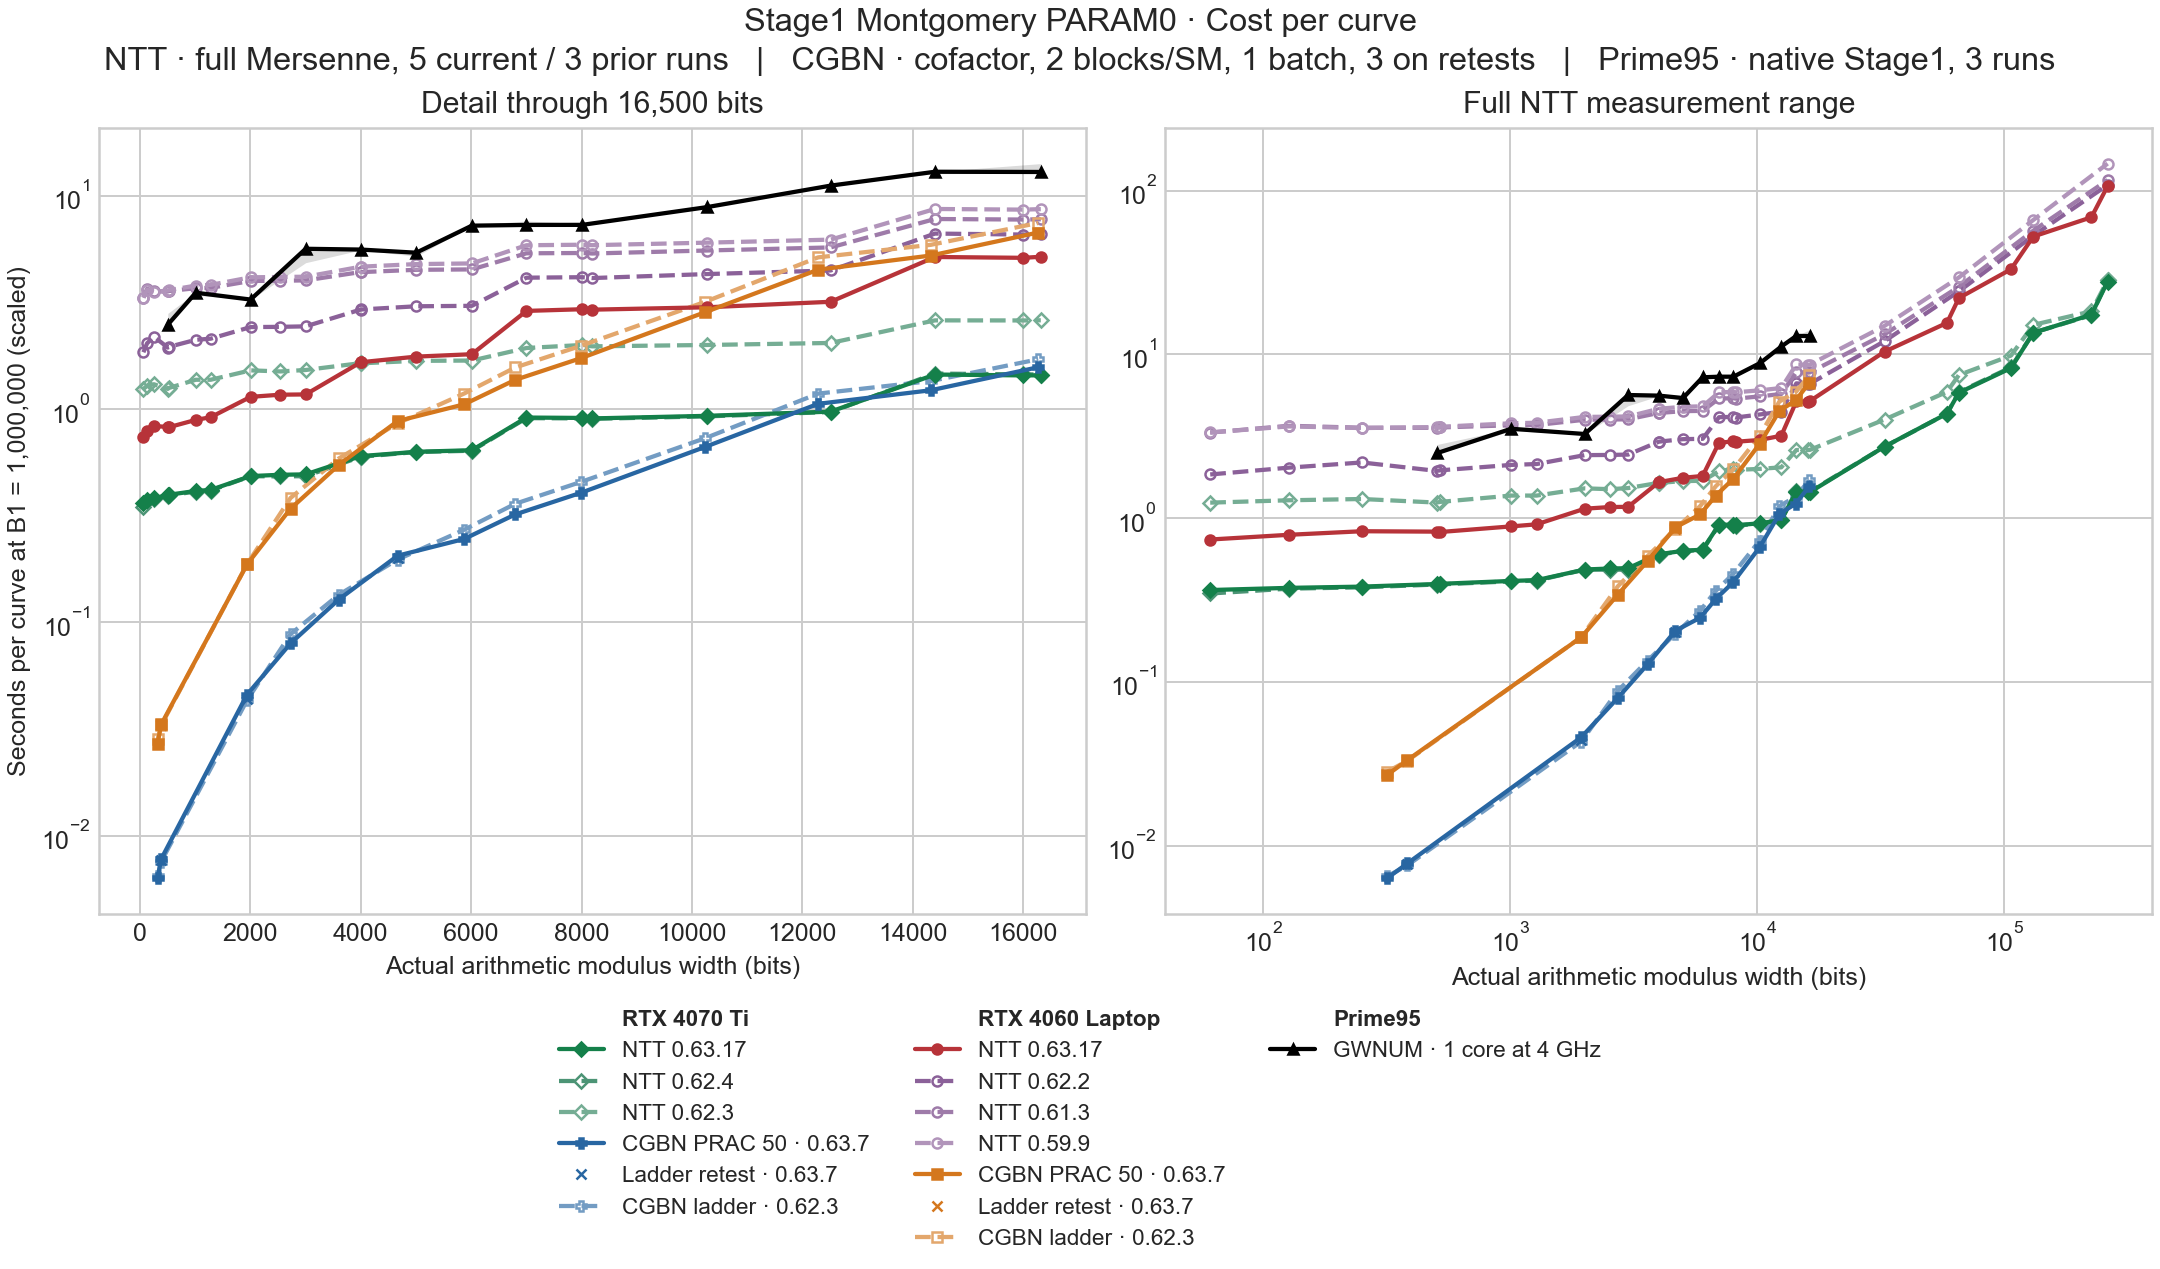 Stage1 Montgomery PARAM0 · Cost per curve
NTT · full Mersenne, 5 current / 3 prior runs | CGBN · cofactor, 2 blocks/SM, 1 batch, 3 on retests | Prime95 · native Stage1, 3 runs
Detail through 16,500 bits
Seconds per curve at B1 = 1,000,000 (scaled)
10^1
10^0
10^−1
10^−2
0 2000 4000 6000 8000 10000 12000 14000 16000
Actual arithmetic modulus width (bits)
Full NTT measurement range
10^2
10^1
10^0
10^−1
10^−2
10^2 10^3 10^4 10^5
Actual arithmetic modulus width (bits)
RTX 4070 Ti
NTT 0.63.17
NTT 0.62.4
NTT 0.62.3
CGBN PRAC 50 · 0.63.7
Ladder retest · 0.63.7
CGBN ladder · 0.62.3
RTX 4060 Laptop
NTT 0.63.17
NTT 0.62.2
NTT 0.61.3
NTT 0.59.9
CGBN PRAC 50 · 0.63.7
Ladder retest · 0.63.7
CGBN ladder · 0.62.3
Prime95
GWNUM · 1 core at 4 GHz